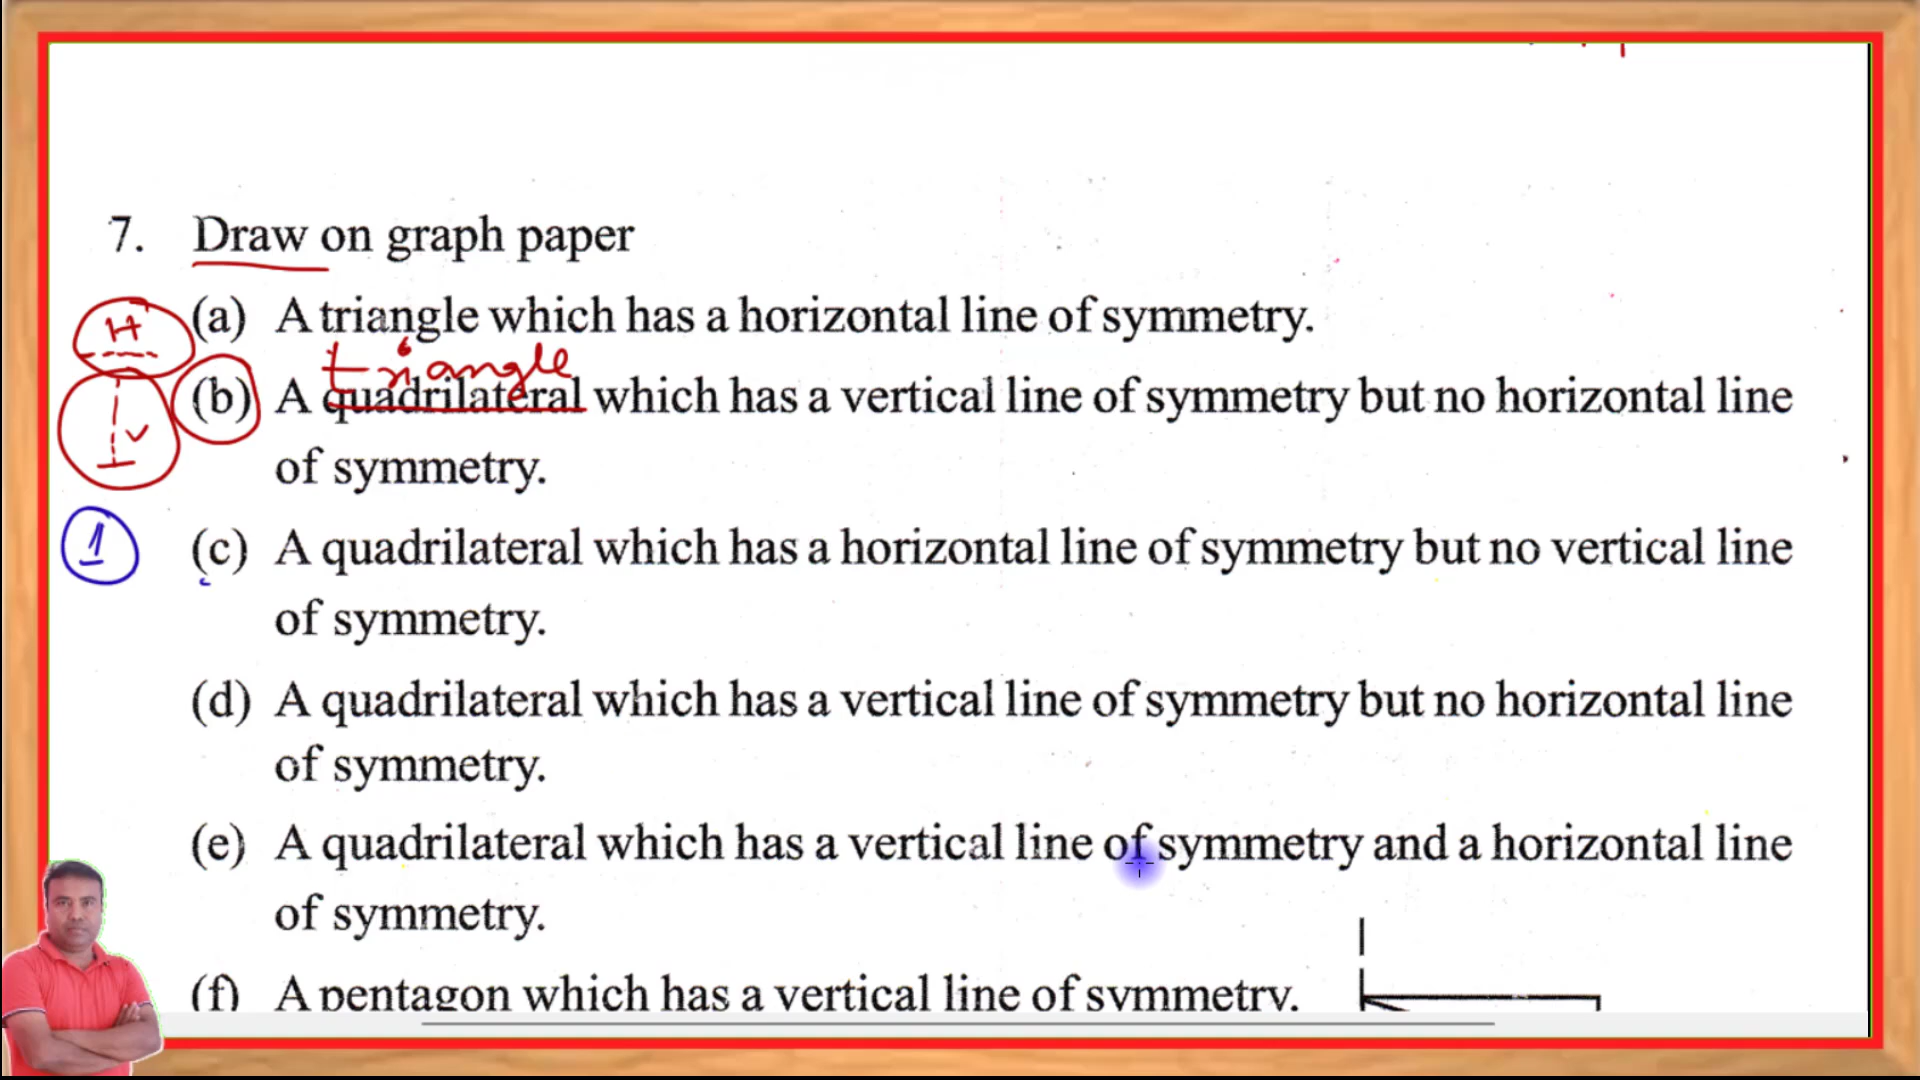 7. Draw on graph paper
H (a) A triangle which has a horizontal line of symmetry.
triangle
V (b) A quadrilateral which has a vertical line of symmetry but no horizontal line
of symmetry.
1 (c) A quadrilateral which has a horizontal line of symmetry but no vertical line
of symmetry.
(d) A quadrilateral which has a vertical line of symmetry but no horizontal line
of symmetry.
(e) A quadrilateral which has a vertical line of symmetry and a horizontal line
of symmetry.
(f) A pentagon which has a vertical line of symmetry.